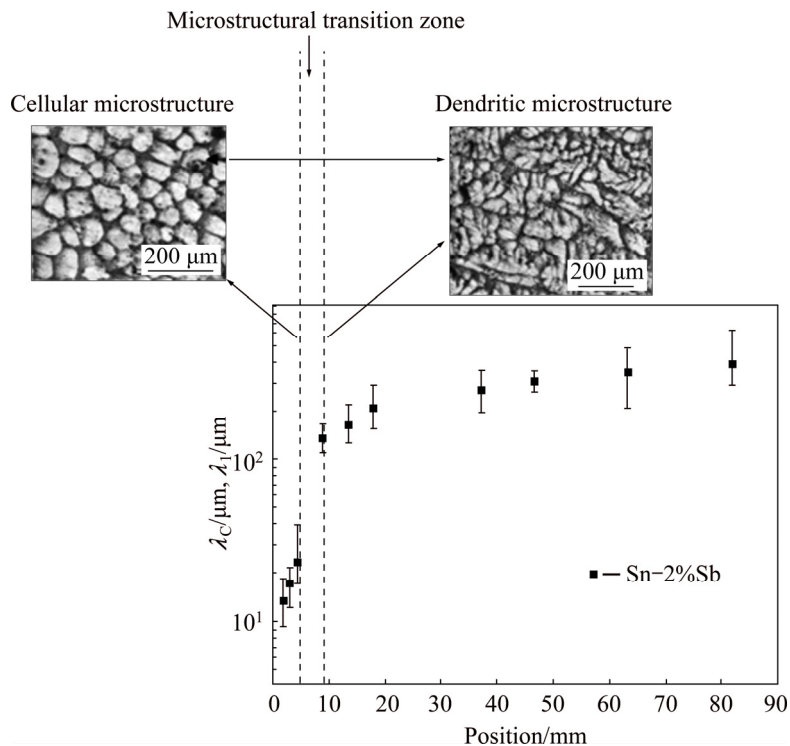 Microstructural transition zone
Cellular microstructure
Dendritic microstructure
200 μm
200 μm
λC/μm, λ1/μm
10²
10¹
Sn−2%Sb
0 10 20 30 40 50 60 70 80 90
Position/mm